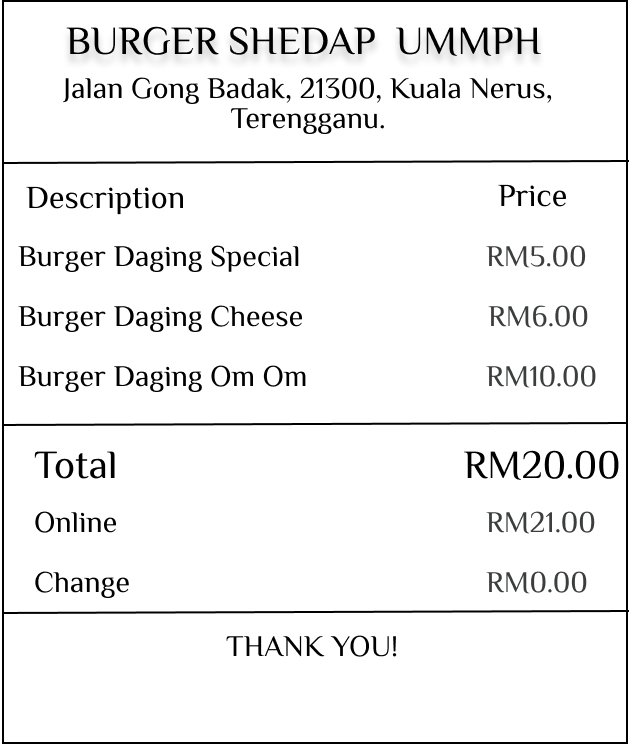 BURGER SHEDAP UMMPH
Jalan Gong Badak, 21300, Kuala Nerus,
Terengganu.
Description Price
Burger Daging Special RM5.00
Burger Daging Cheese RM6.00
Burger Daging Om Om RM10.00
Total RM20.00
Online RM21.00
Change RM0.00
THANK YOU!